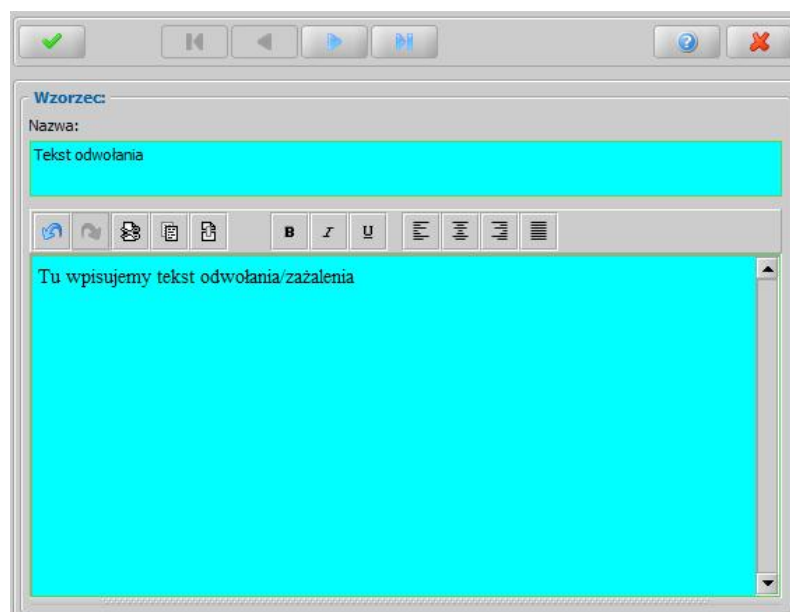 Wzorzec:
Nazwa:
Tekst odwołania
B I U
Tu wpisujemy tekst odwołania/zażalenia